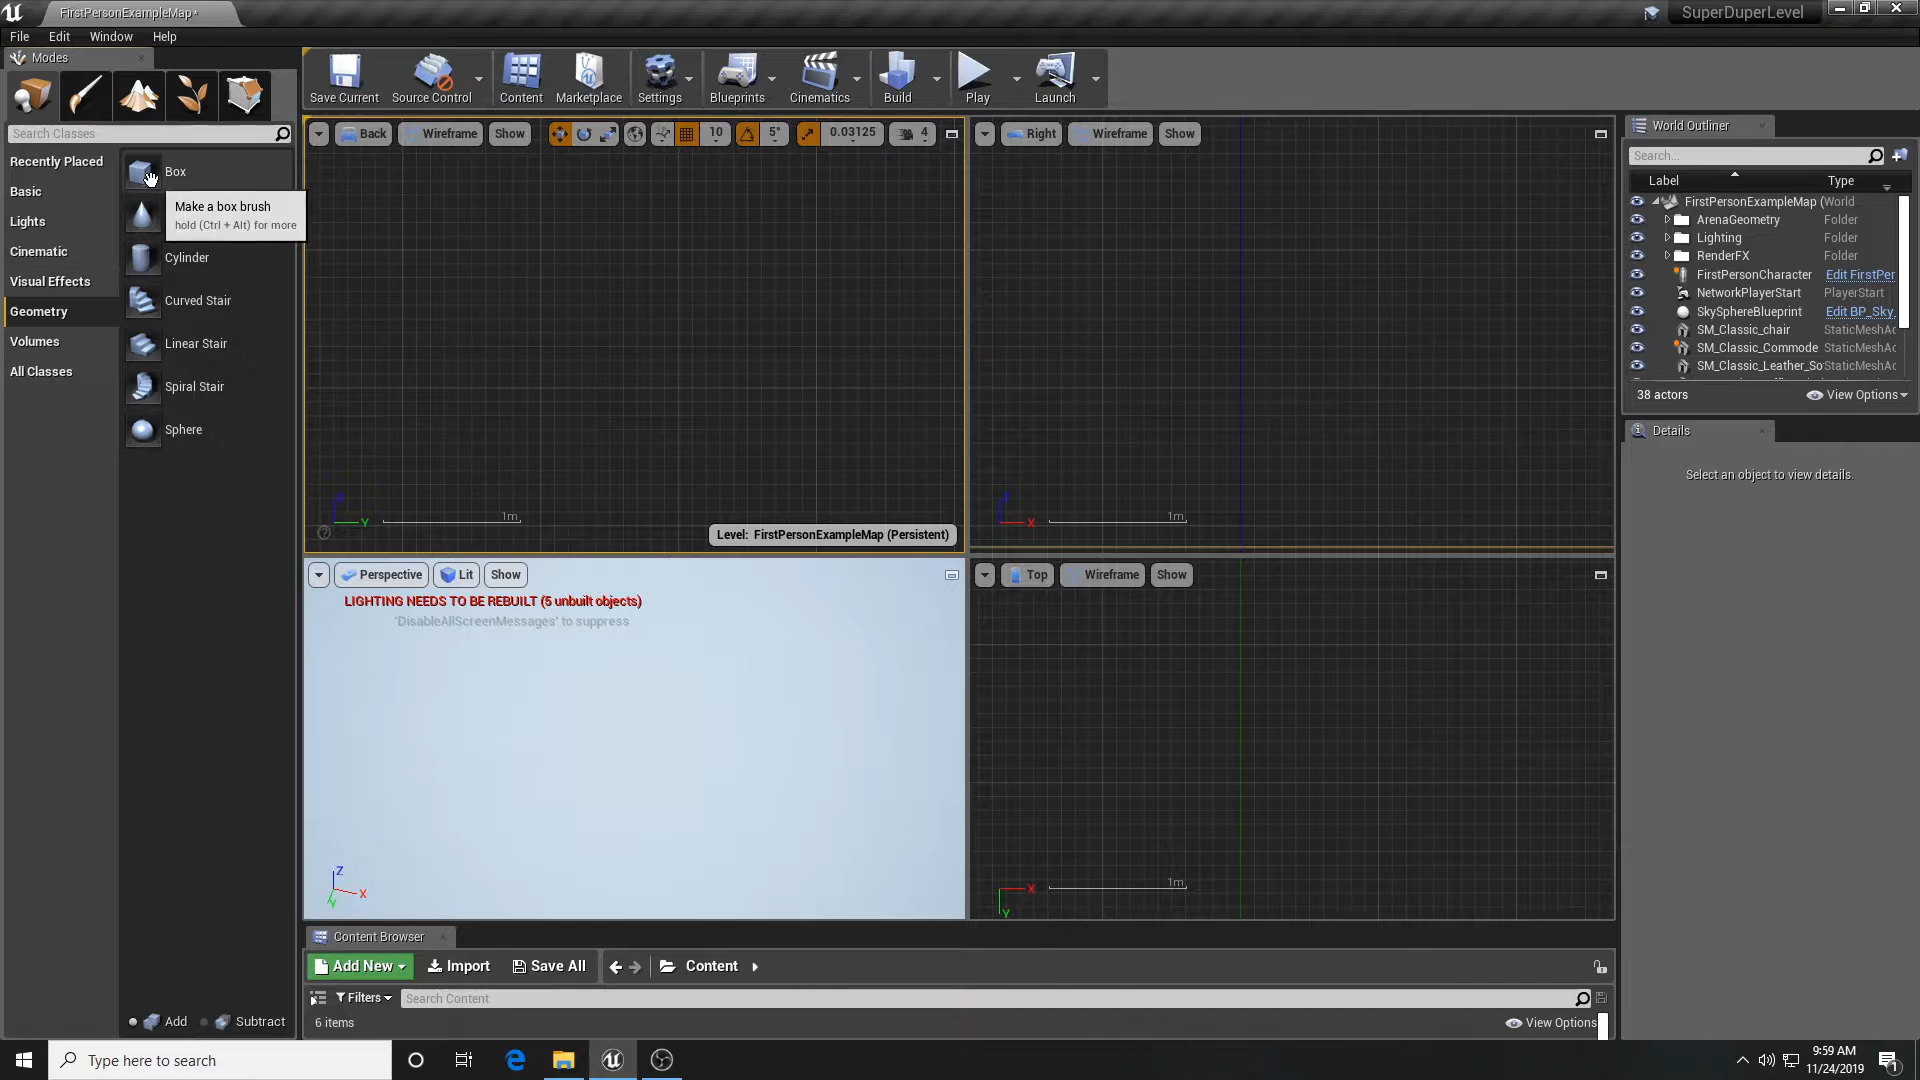 FirstPersonExampleMap*
SuperDuperLevel
File Edit Window Help
Modes
Save Current
Source Control
Content
Marketplace
Settings
Blueprints
Cinematics
Build
Play
Launch
Search Classes
Recently Placed
Basic
Lights
Cinematic
Visual Effects
Geometry
Volumes
All Classes
Box
Make a box brush
hold (Ctrl + Alt) for more
Cylinder
Curved Stair
Linear Stair
Spiral Stair
Sphere
Add Subtract
Back Wireframe Show 10 5° 0.03125 4
Y 1m
Level: FirstPersonExampleMap (Persistent)
Right Wireframe Show
X 1m
Perspective Lit Show
LIGHTING NEEDS TO BE REBUILT (5 unbuilt objects)
'DisableAllScreenMessages' to suppress
Z
X
Y
Top Wireframe Show
X 1m
Y
World Outliner
Search...
Label Type
FirstPersonExampleMap ( World
ArenaGeometry Folder
Lighting Folder
RenderFX Folder
FirstPersonCharacter Edit FirstPer
NetworkPlayerStart PlayerStart
SkySphereBlueprint Edit BP_Sky_
SM_Classic_chair StaticMeshAc
SM_Classic_Commode StaticMeshAc
SM_Classic_Leather_So StaticMeshAc
38 actors View Options
Details
Select an object to view details.
Content Browser
Add New Import Save All Content
Filters Search Content
6 items View Options
Type here to search
9:59 AM
11/24/2019
1